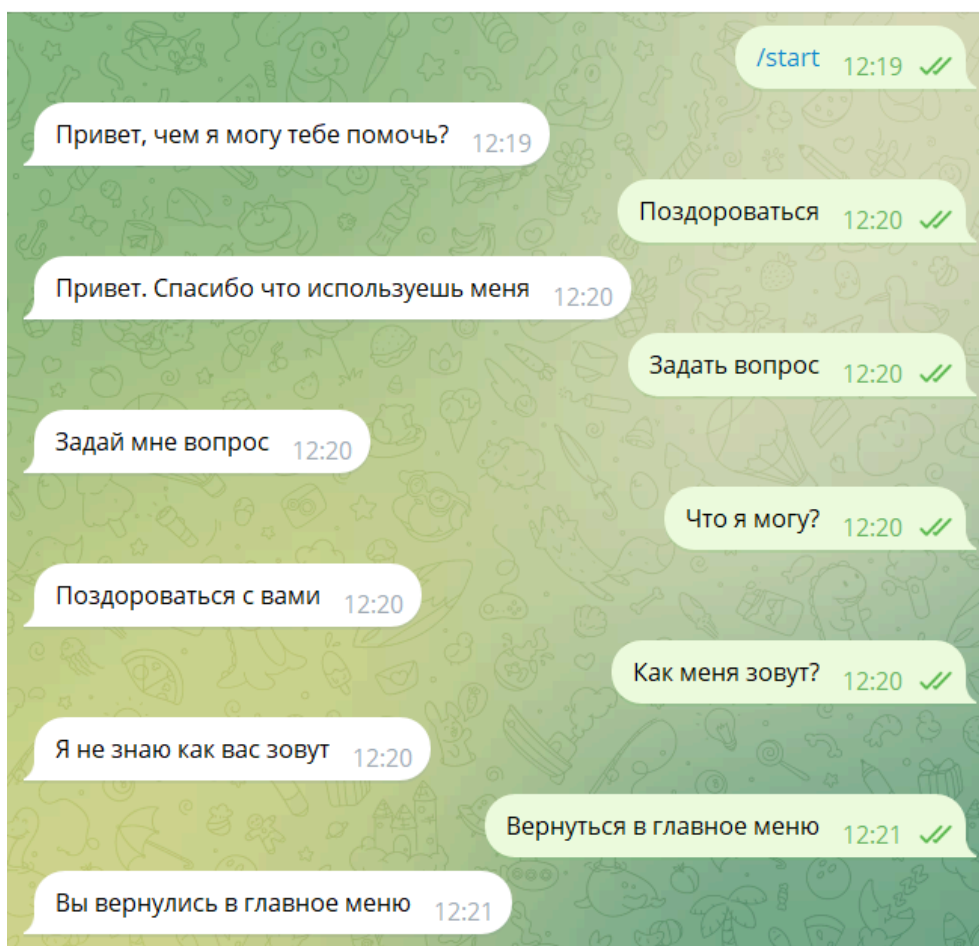 /start 12:19
Привет, чем я могу тебе помочь? 12:19
Поздороваться 12:20
Привет. Спасибо что используешь меня 12:20
Задать вопрос 12:20
Задай мне вопрос 12:20
Что я могу? 12:20
Поздороваться с вами 12:20
Как меня зовут? 12:20
Я не знаю как вас зовут 12:20
Вернуться в главное меню 12:21
Вы вернулись в главное меню 12:21